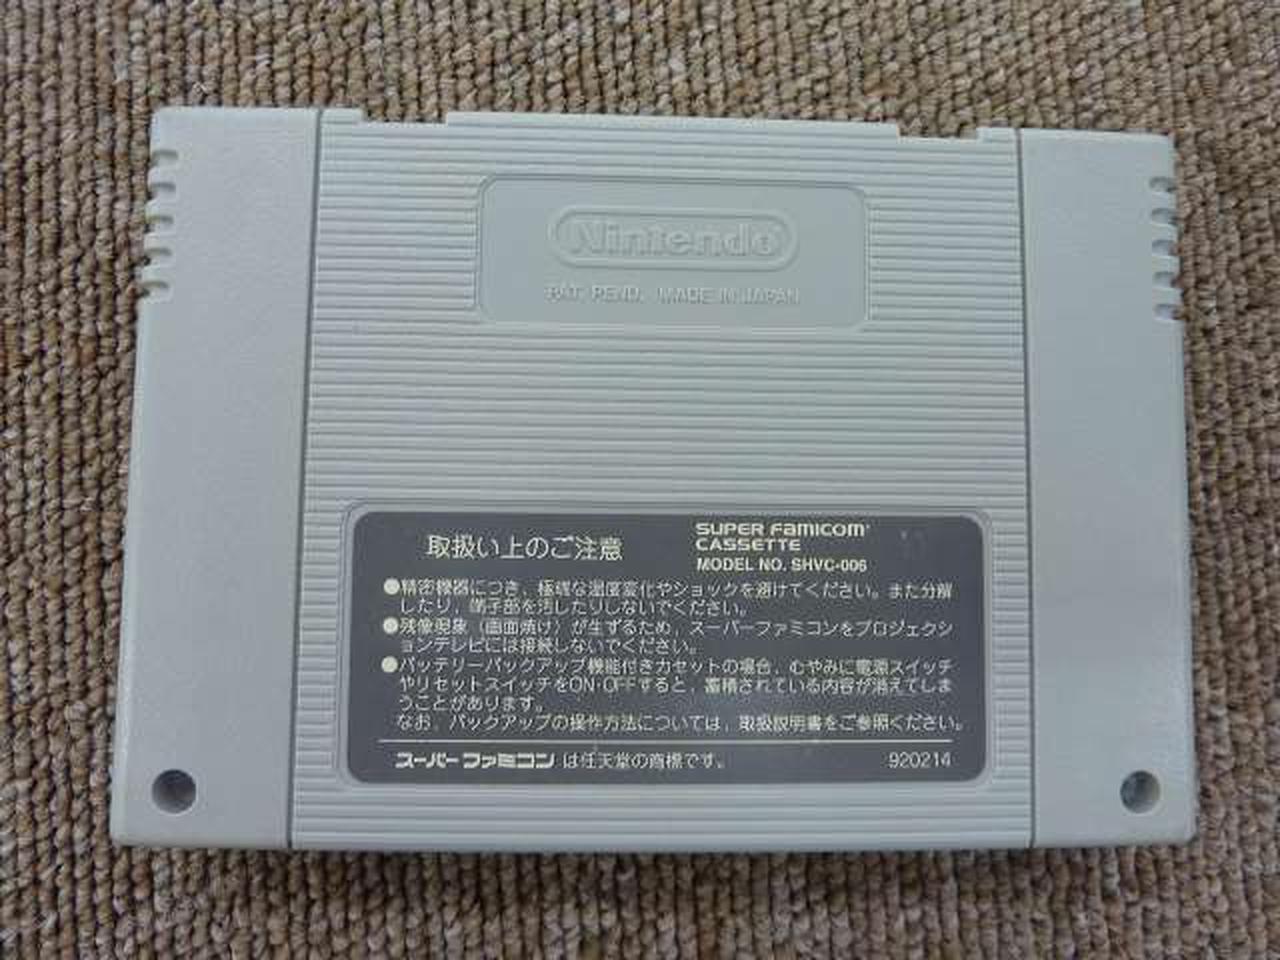 Nintendo
PAT. PEND. MADE IN JAPAN
取扱い上のご注意
SUPER FAMICOM
CASSETTE
MODEL NO. SHVC-006
●精密機器につき、極端な温度変化やショックを避けてください。また分解
したり、端子部を汚したりしないでください。
●残像現象（画面焼け）が生ずるため、スーパーファミコンをプロジェクシ
ョンテレビには接続しないでください。
●バッテリーバックアップ機能付きカセットの場合、むやみに電源スイッチ
やリセットスイッチをON・OFFすると、蓄積されている内容が消えてしま
うことがあります。
なお、バックアップの操作方法については、取扱説明書をご参照ください。
スーパーファミコン は任天堂の商標です。
920214